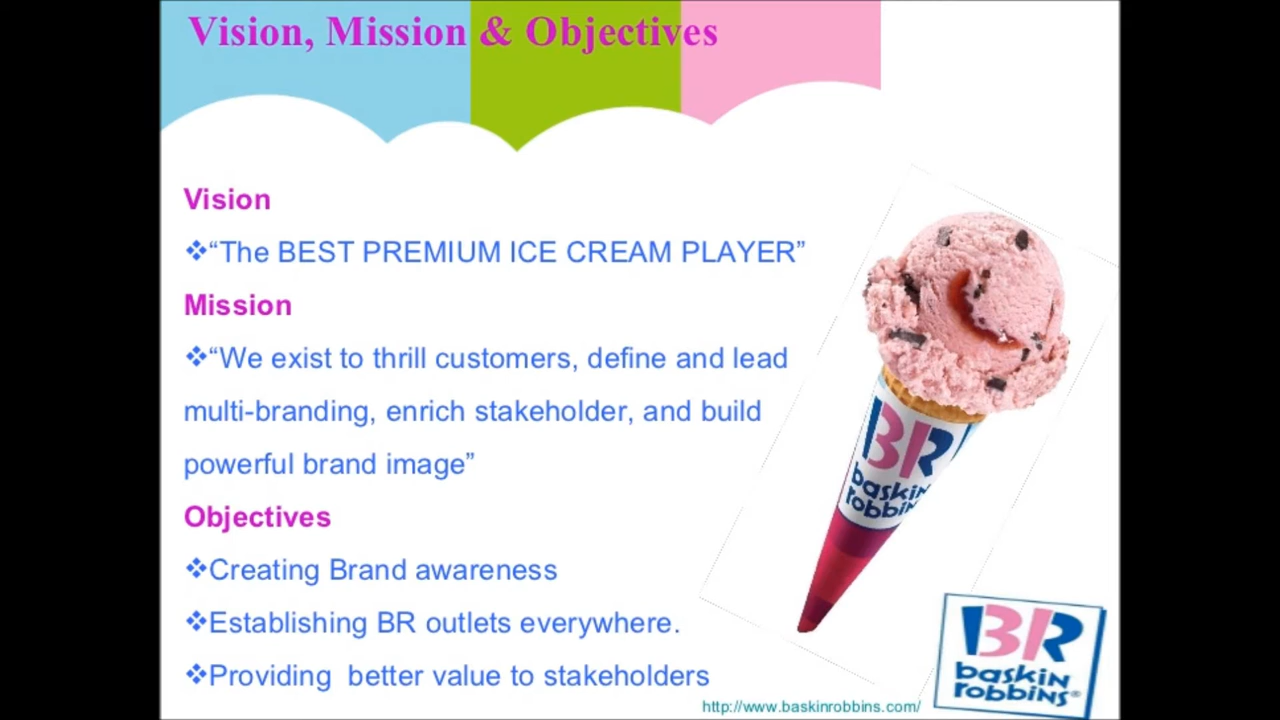 Vision, Mission & Objectives
Vision
❖“The BEST PREMIUM ICE CREAM PLAYER”
Mission
❖“We exist to thrill customers, define and lead
multi-branding, enrich stakeholder, and build
powerful brand image”
Objectives
❖Creating Brand awareness
❖Establishing BR outlets everywhere.
❖Providing  better value to stakeholders
BR
baskin
robbins
BR
baskin
robbins®
http://www.baskinrobbins.com/